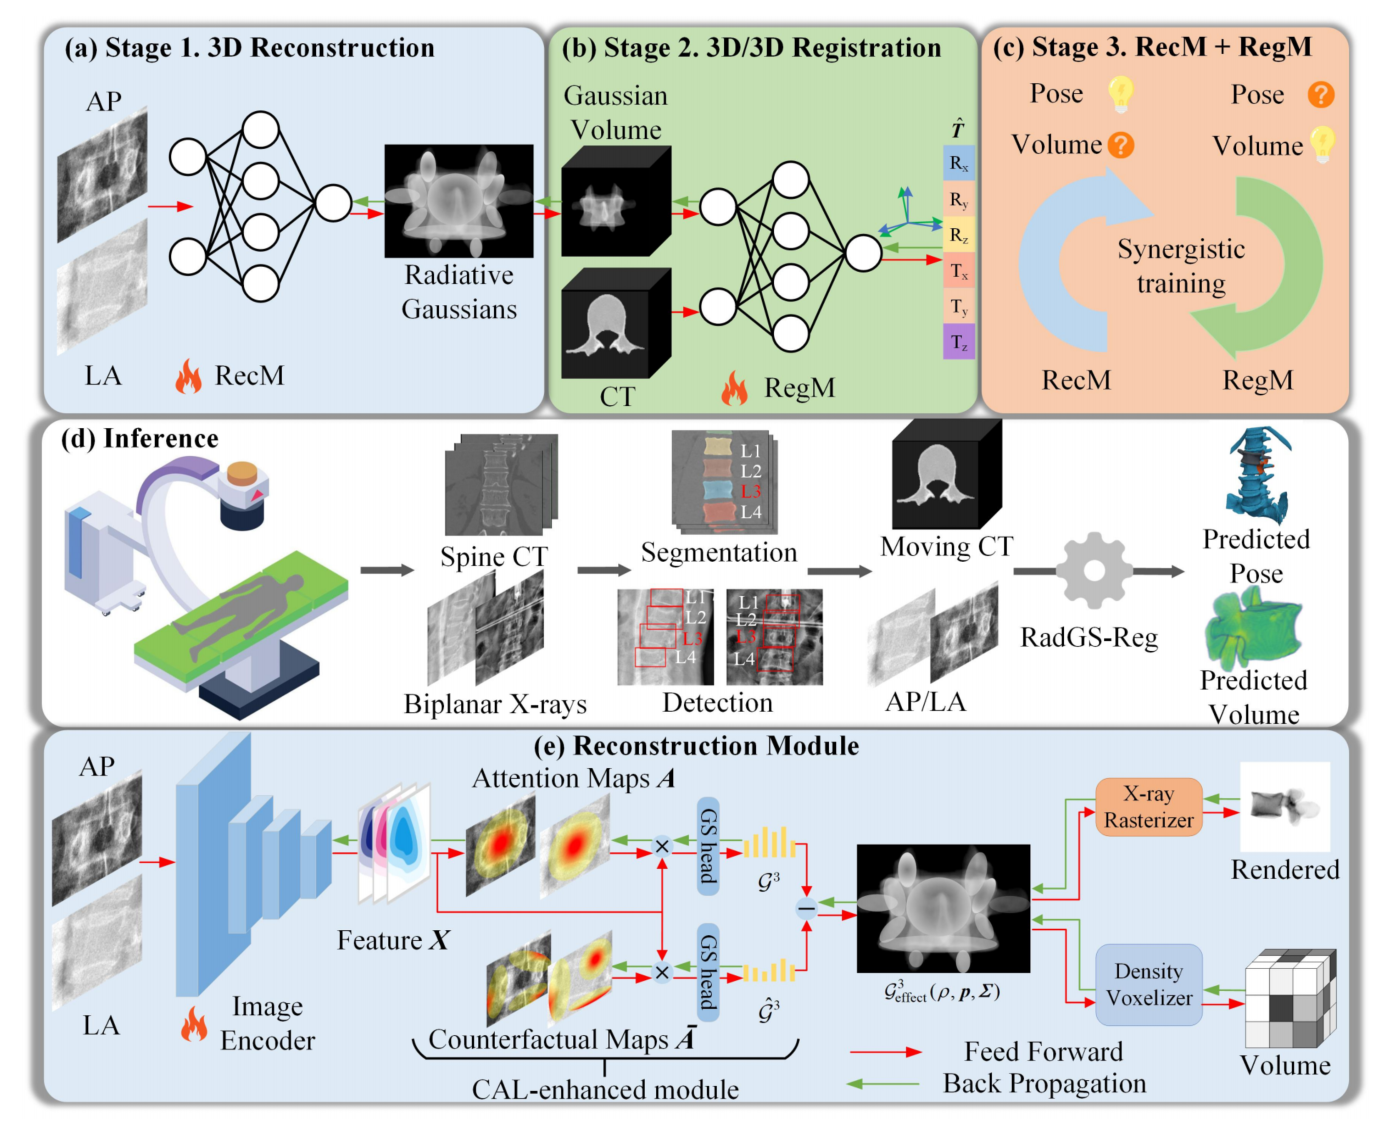 (a) Stage 1. 3D Reconstruction
AP
LA
RecM
Radiative
Gaussians
(b) Stage 2. 3D/3D Registration
Gaussian
Volume
CT
RegM
T̂
Rx
Ry
Rz
Tx
Ty
Tz
(c) Stage 3. RecM + RegM
Pose
Volume ?
Pose ?
Volume
Synergistic
training
RecM
RegM
(d) Inference
Spine CT
Biplanar X-rays
L1
L2
L3
L4
Segmentation
L1
L2
L3
L4
L1
L2
L3
L4
Detection
Moving CT
AP/LA
RadGS-Reg
Predicted
Pose
Predicted
Volume
(e) Reconstruction Module
AP
LA
Image
Encoder
Feature X
Attention Maps A
Counterfactual Maps Ā
CAL-enhanced module
×
×
GS head
GS head
𝒢³
𝒢̂³
−
𝒢³effect(ρ, p, Σ)
X-ray
Rasterizer
Rendered
Density
Voxelizer
Volume
Feed Forward
Back Propagation